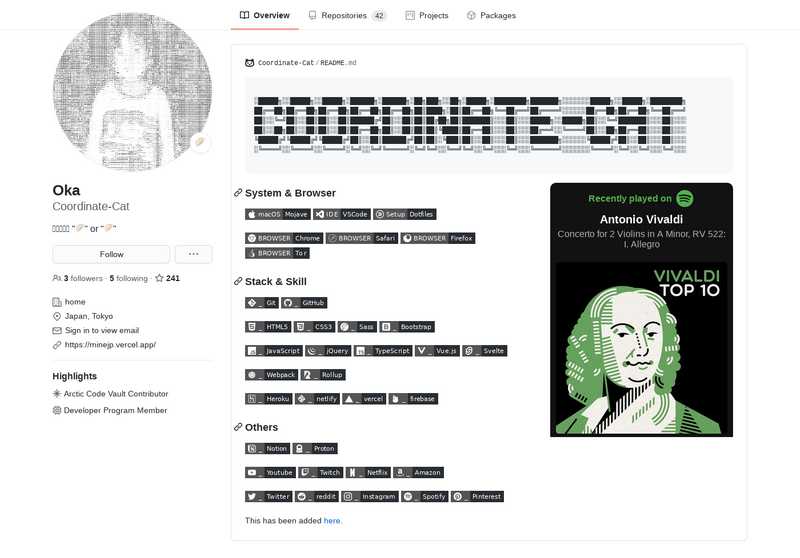 Overview Repositories 42 Projects Packages
Coordinate-Cat/README.md
COORDINATE-CAT
Oka
Coordinate-Cat
"🪐" or "🪐"
Follow ...
3 followers · 5 following · 241
home
Japan, Tokyo
Sign in to view email
https://minejp.vercel.app/
Highlights
Arctic Code Vault Contributor
Developer Program Member
System & Browser
macOS Mojave IDE VSCode Setup Dotfiles
BROWSER Chrome BROWSER Safari BROWSER Firefox
BROWSER Tor
Stack & Skill
_ Git _ GitHub
_ HTML5 _ CSS3 _ Sass _ Bootstrap
_ JavaScript _ jQuery _ TypeScript _ Vue.js _ Svelte
_ Webpack _ Rollup
_ Heroku _ netlify _ vercel _ firebase
Others
_ Notion _ Proton
_ Youtube _ Twitch _ Netflix _ Amazon
_ Twitter _ reddit _ Instagram _ Spotify _ Pinterest
This has been added here.
Recently played on
Antonio Vivaldi
Concerto for 2 Violins in A Minor, RV 522:
I. Allegro
VIVALDI
TOP 10